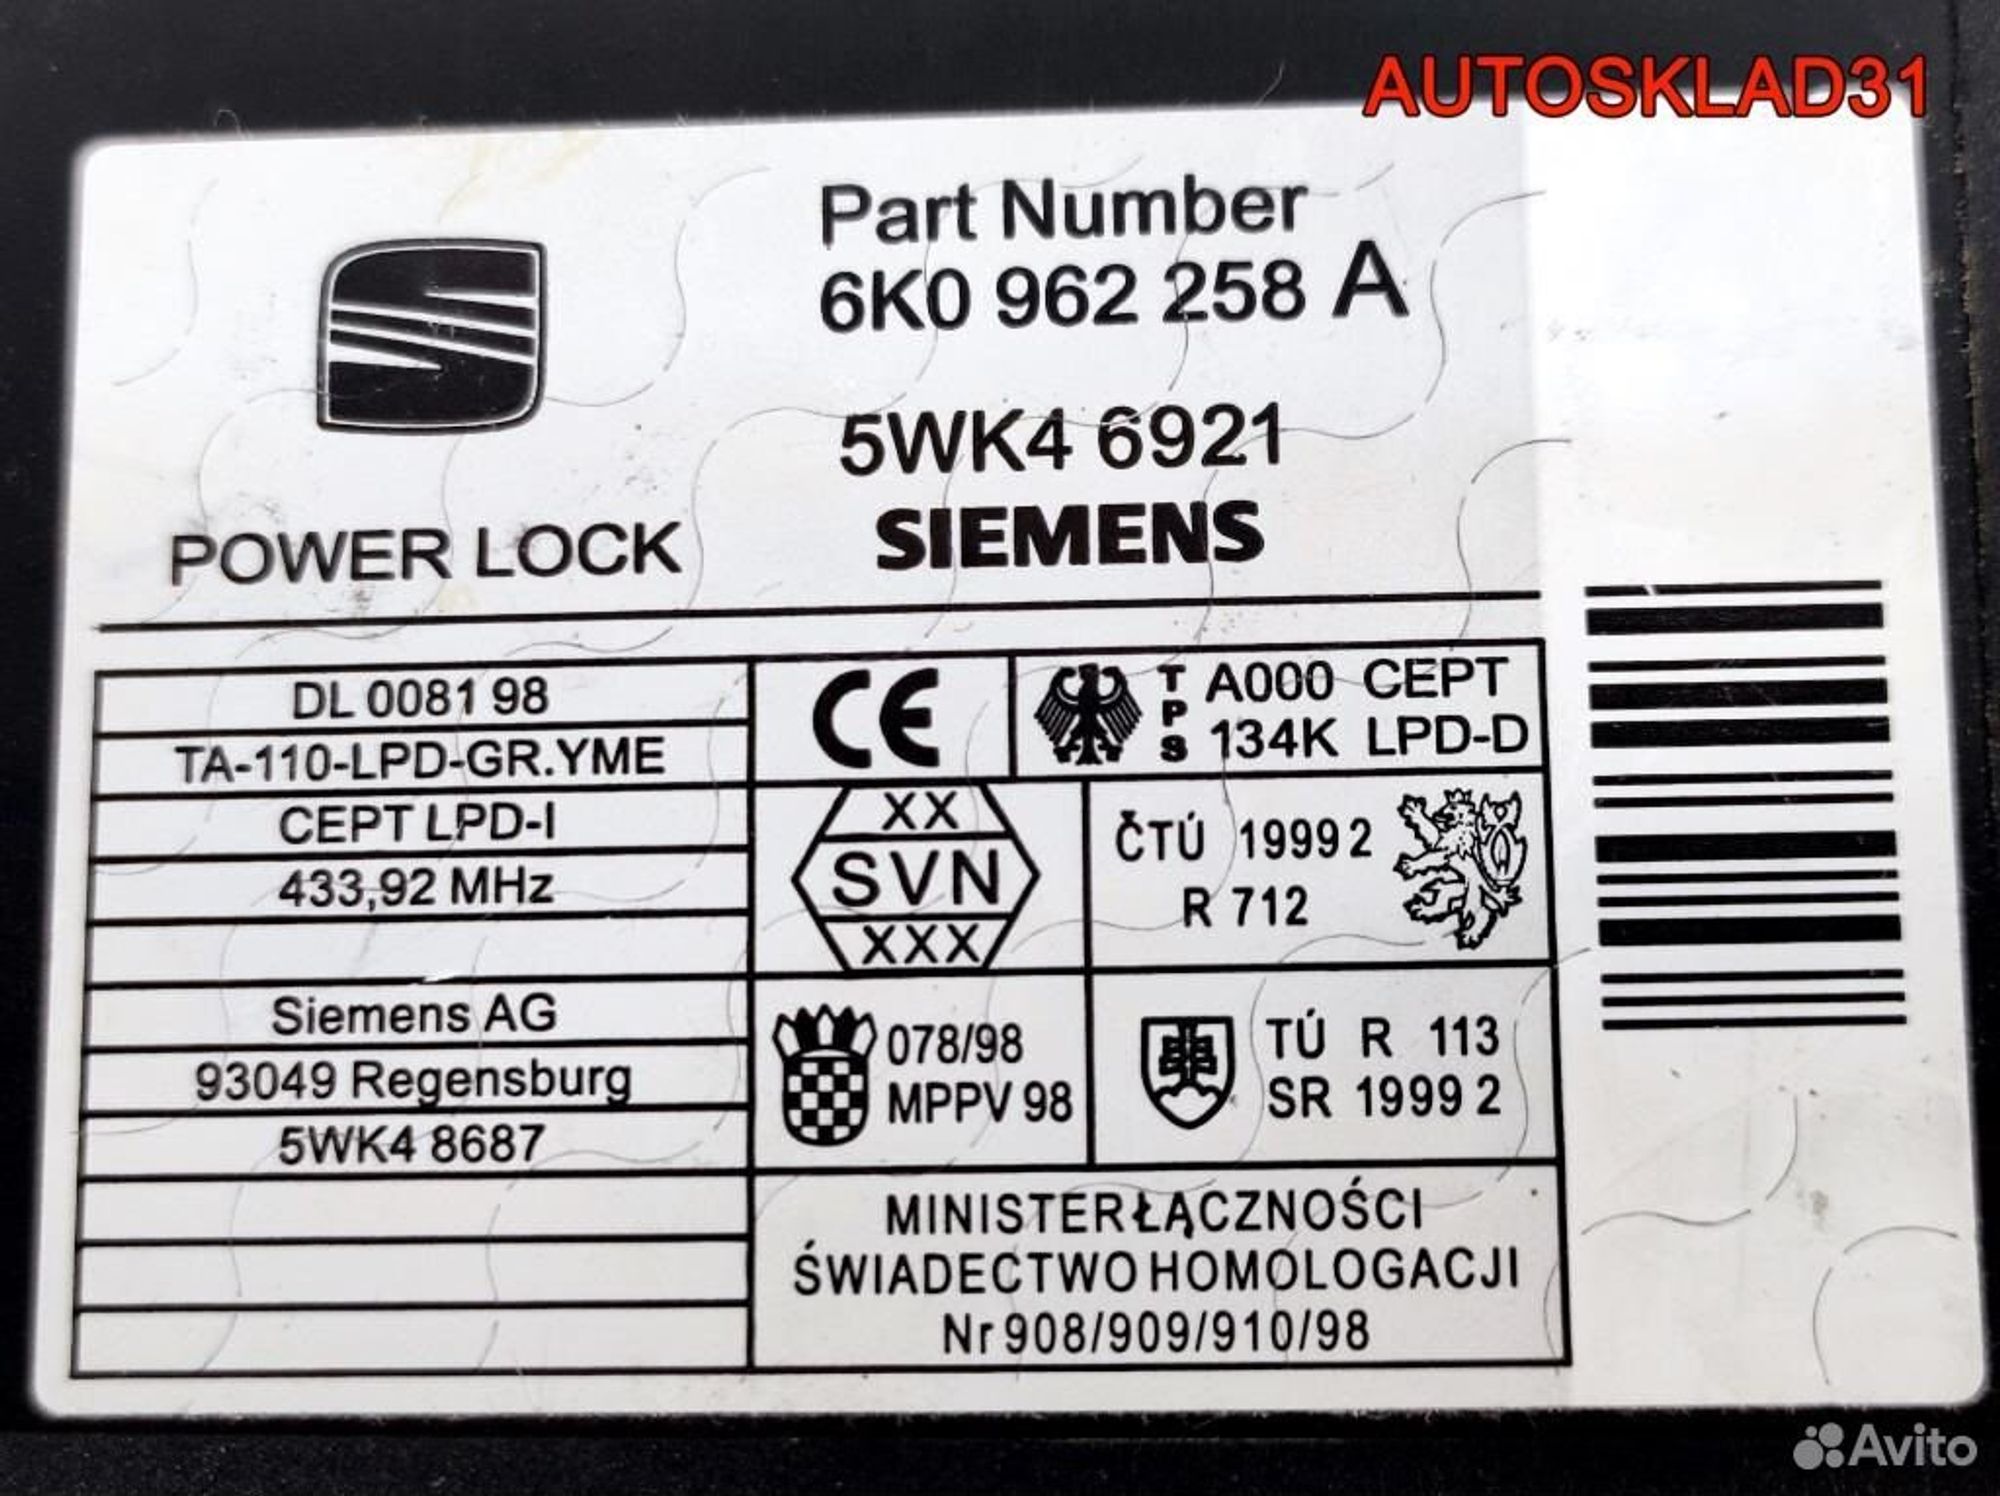 AUTOSKLAD31
Part Number
6K0 962 258 A
5WK4 6921
SIEMENS
POWER LOCK
DL 0081 98
TA-110-LPD-GR.YME
CEPT LPD-I
433,92 MHz
Siemens AG
93049 Regensburg
5WK4 8687
CE
TPS
A000 CEPT
134K LPD-D
XX
SVN
XXX
ČTÚ 1999 2
R 712
078/98
MPPV 98
TÚ R 113
SR 1999 2
MINISTER ŁĄCZNOŚCI
ŚWIADECTWO HOMOLOGACJI
Nr 908/909/910/98
Avito